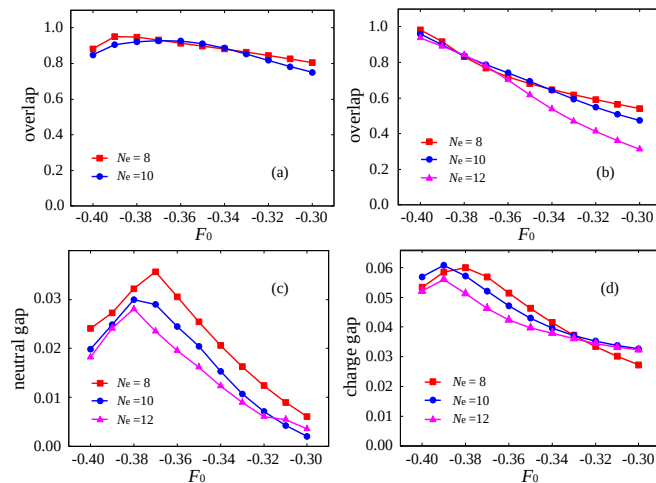 1.0
0.8
0.6
0.4
0.2
0.0
overlap
Ne = 8
Ne =10
(a)
-0.40 -0.38 -0.36 -0.34 -0.32 -0.30
F0
1.0
0.8
0.6
0.4
0.2
0.0
overlap
Ne = 8
Ne =10
Ne =12
(b)
-0.40 -0.38 -0.36 -0.34 -0.32 -0.30
F0
0.03
0.02
0.01
0.00
neutral gap
(c)
Ne = 8
Ne =10
Ne =12
-0.40 -0.38 -0.36 -0.34 -0.32 -0.30
F0
0.06
0.05
0.04
0.03
0.02
0.01
0.00
charge gap
(d)
Ne = 8
Ne =10
Ne =12
-0.40 -0.38 -0.36 -0.34 -0.32 -0.30
F0